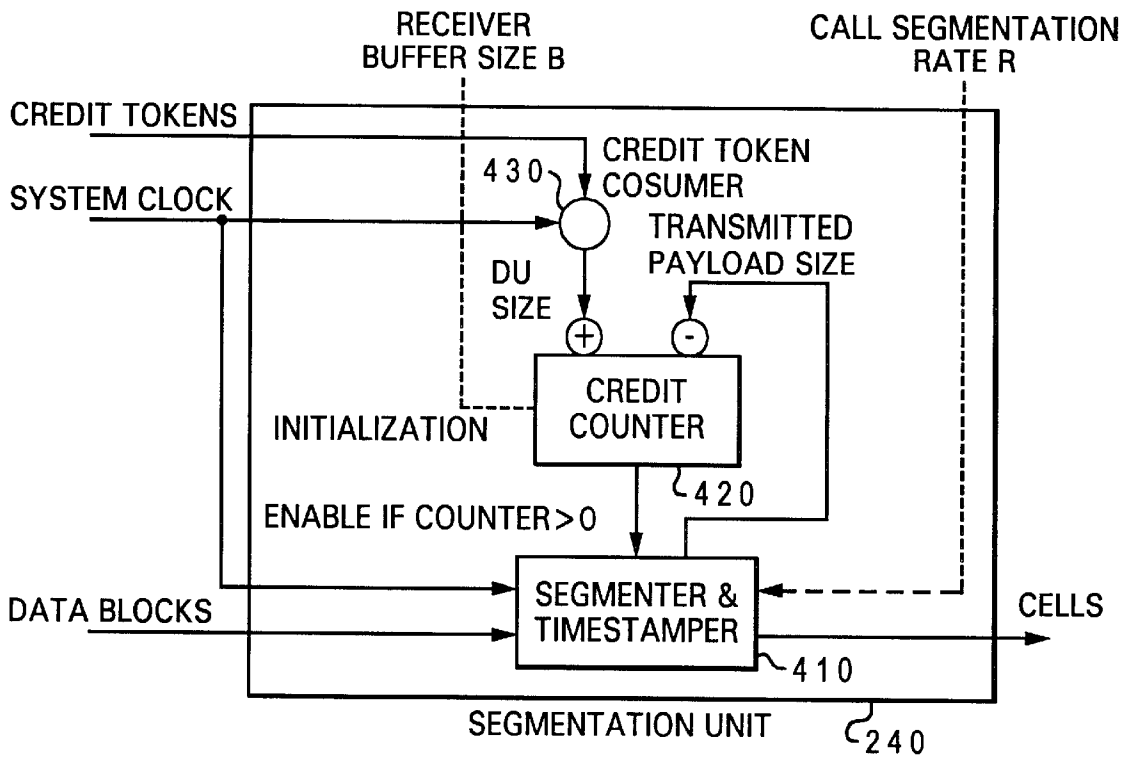 RECEIVER
BUFFER SIZE B
CALL SEGMENTATION
RATE R
CREDIT TOKENS
CREDIT TOKEN
COSUMER
430
SYSTEM CLOCK
TRANSMITTED
PAYLOAD SIZE
DU
SIZE
+
-
CREDIT
COUNTER
INITIALIZATION
420
ENABLE IF COUNTER>0
SEGMENTER &
TIMESTAMPER
DATA BLOCKS
CELLS
410
SEGMENTATION UNIT
240